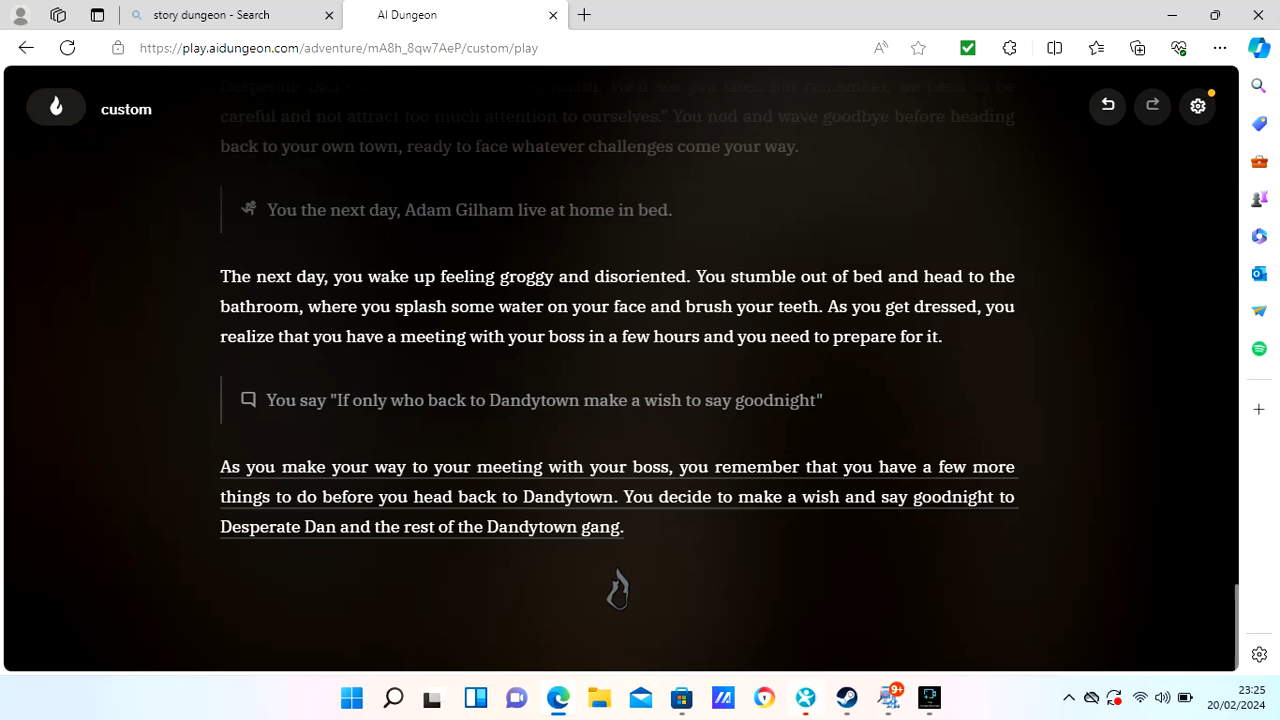 story dungeon - Search
AI Dungeon
https://play.aidungeon.com/adventure/mA8h_8qw7AeP/custom/play
custom
careful and not attract too much attention to ourselves." You nod and wave goodbye before heading
back to your own town, ready to face whatever challenges come your way.
You the next day, Adam Gilham live at home in bed.
The next day, you wake up feeling groggy and disoriented. You stumble out of bed and head to the
bathroom, where you splash some water on your face and brush your teeth. As you get dressed, you
realize that you have a meeting with your boss in a few hours and you need to prepare for it.
You say "If only who back to Dandytown make a wish to say goodnight"
As you make your way to your meeting with your boss, you remember that you have a few more
things to do before you head back to Dandytown. You decide to make a wish and say goodnight to
Desperate Dan and the rest of the Dandytown gang.
9+
23:25
20/02/2024